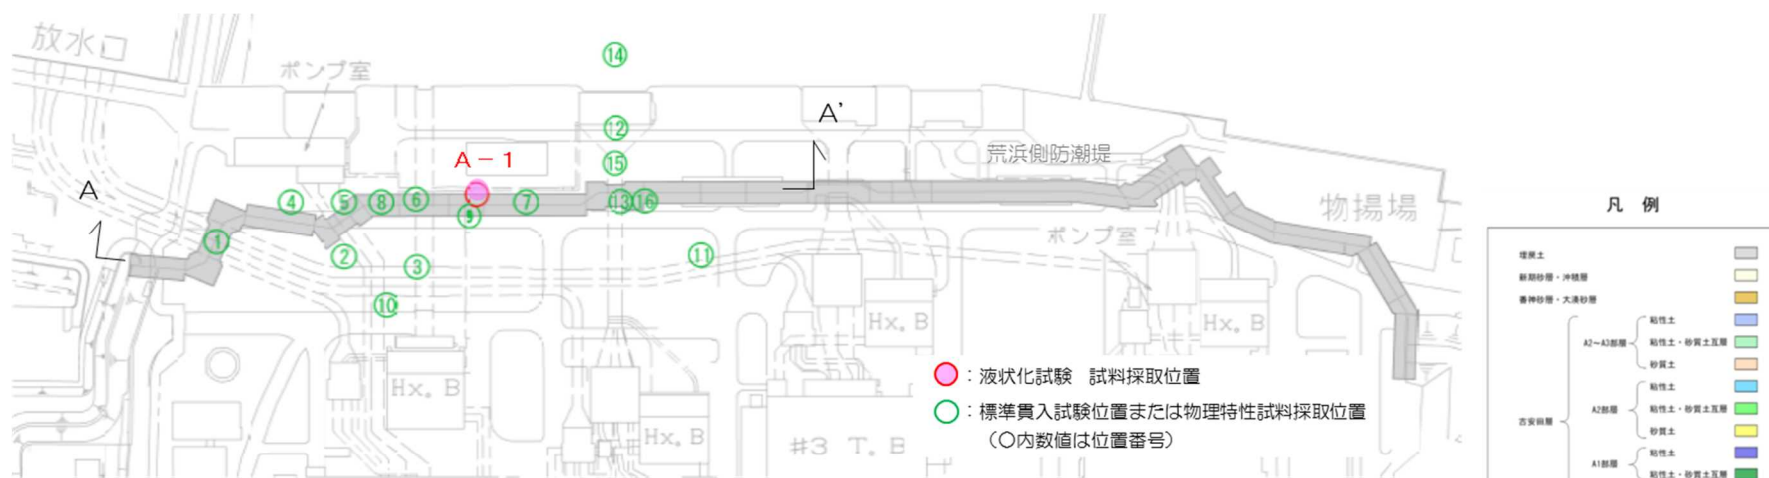 放水口
ポンプ室
⑭
⑫
A'
A-1
⑮
荒浜側防潮堤
A
④
⑤
⑧
⑥
⑦
⑬
⑯
物揚場
①
⑨
②
③
⑪
ポンプ室
⑩
Hx. B
Hx. B
Hx. B
Hx. B
#3 T. B
:液状化試験 試料採取位置
:標準貫入試験位置または物理特性試料採取位置
(○内数値は位置番号)
凡 例
埋戻土
新期砂層・沖積層
番神砂層・大湊砂層
古安田層
A2~A3部層
粘性土
粘性土・砂質土互層
砂質土
A2部層
粘性土
粘性土・砂質土互層
砂質土
A1部層
粘性土
粘性土・砂質土互層